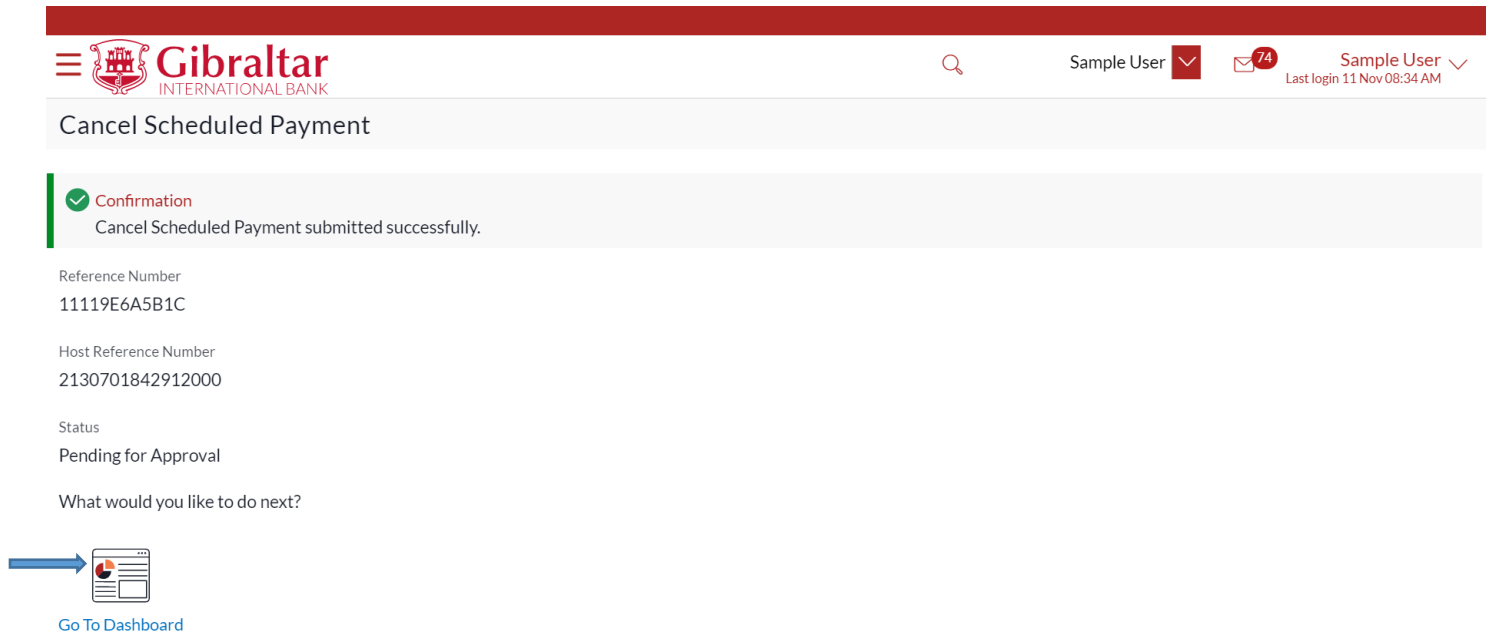 Gibraltar
INTERNATIONAL BANK
Sample User
74
Sample User
Last login 11 Nov 08:34 AM
Cancel Scheduled Payment
Confirmation
Cancel Scheduled Payment submitted successfully.
Reference Number
11119E6A5B1C
Host Reference Number
2130701842912000
Status
Pending for Approval
What would you like to do next?
Go To Dashboard